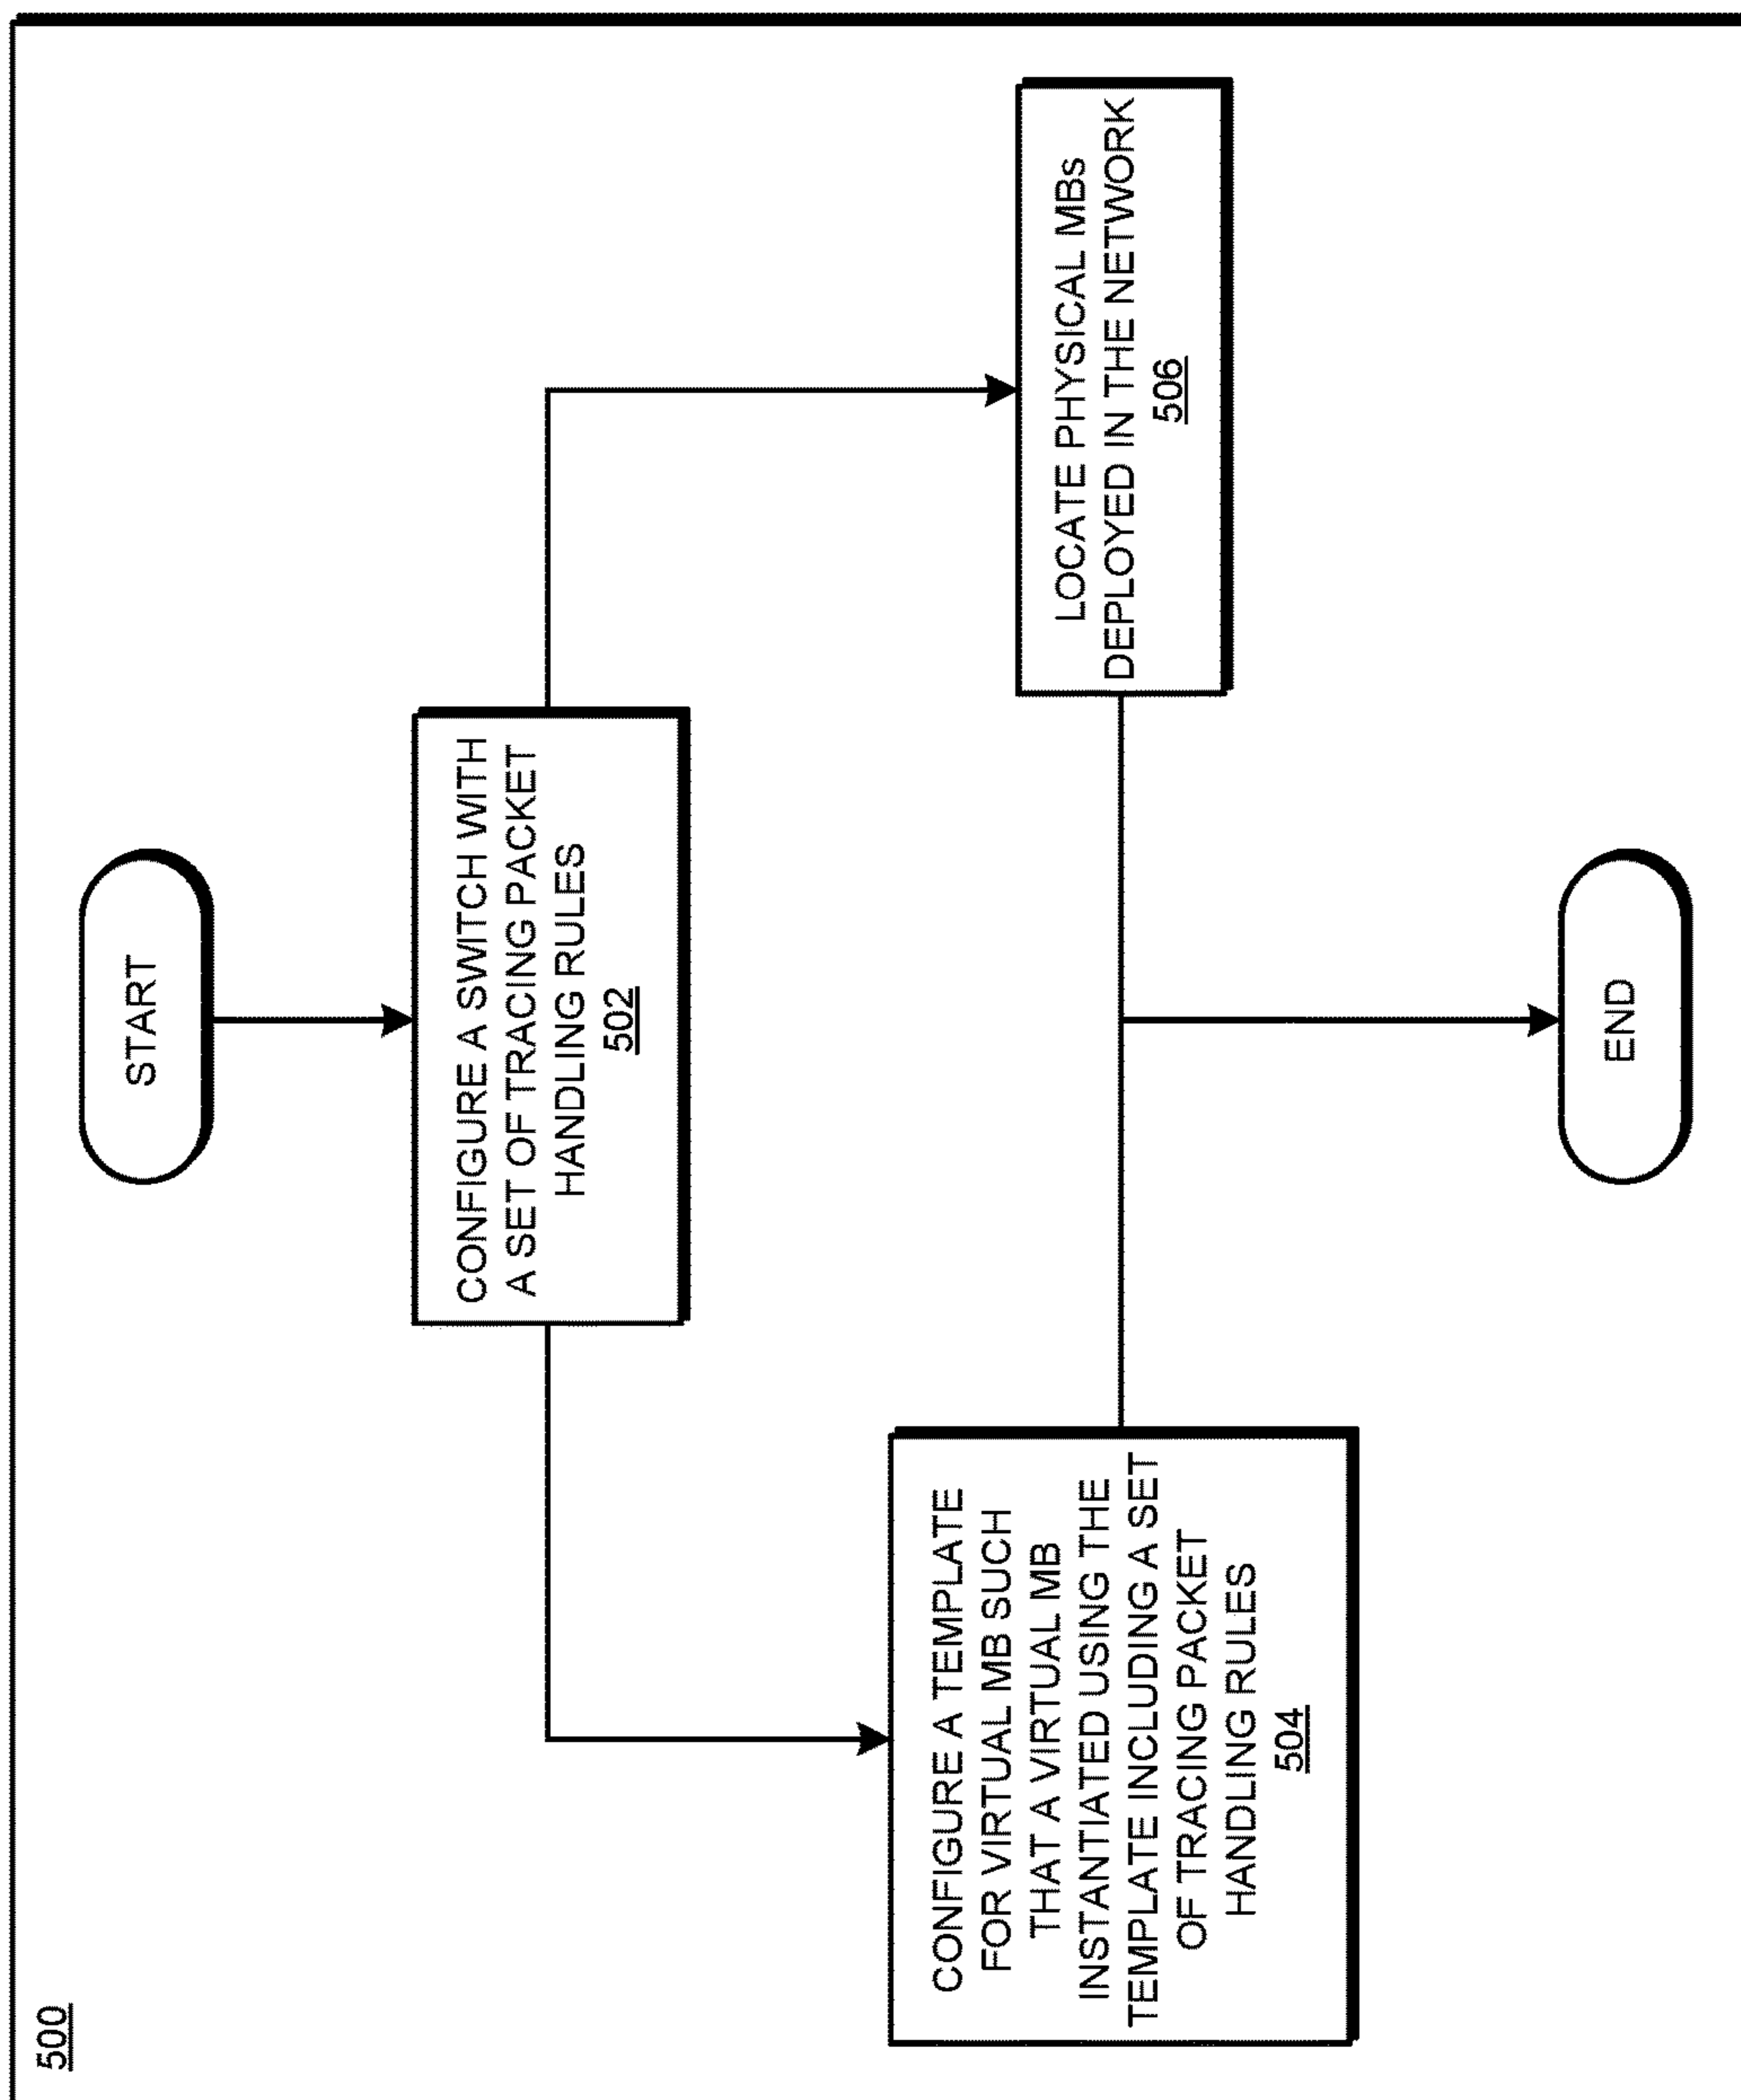 500
START
CONFIGURE A SWITCH WITH
A SET OF TRACING PACKET
HANDLING RULES
502
CONFIGURE A TEMPLATE
FOR VIRTUAL MB SUCH
THAT A VIRTUAL MB
INSTANTIATED USING THE
TEMPLATE INCLUDING A SET
OF TRACING PACKET
HANDLING RULES
504
LOCATE PHYSICAL MBs
DEPLOYED IN THE NETWORK
506
END